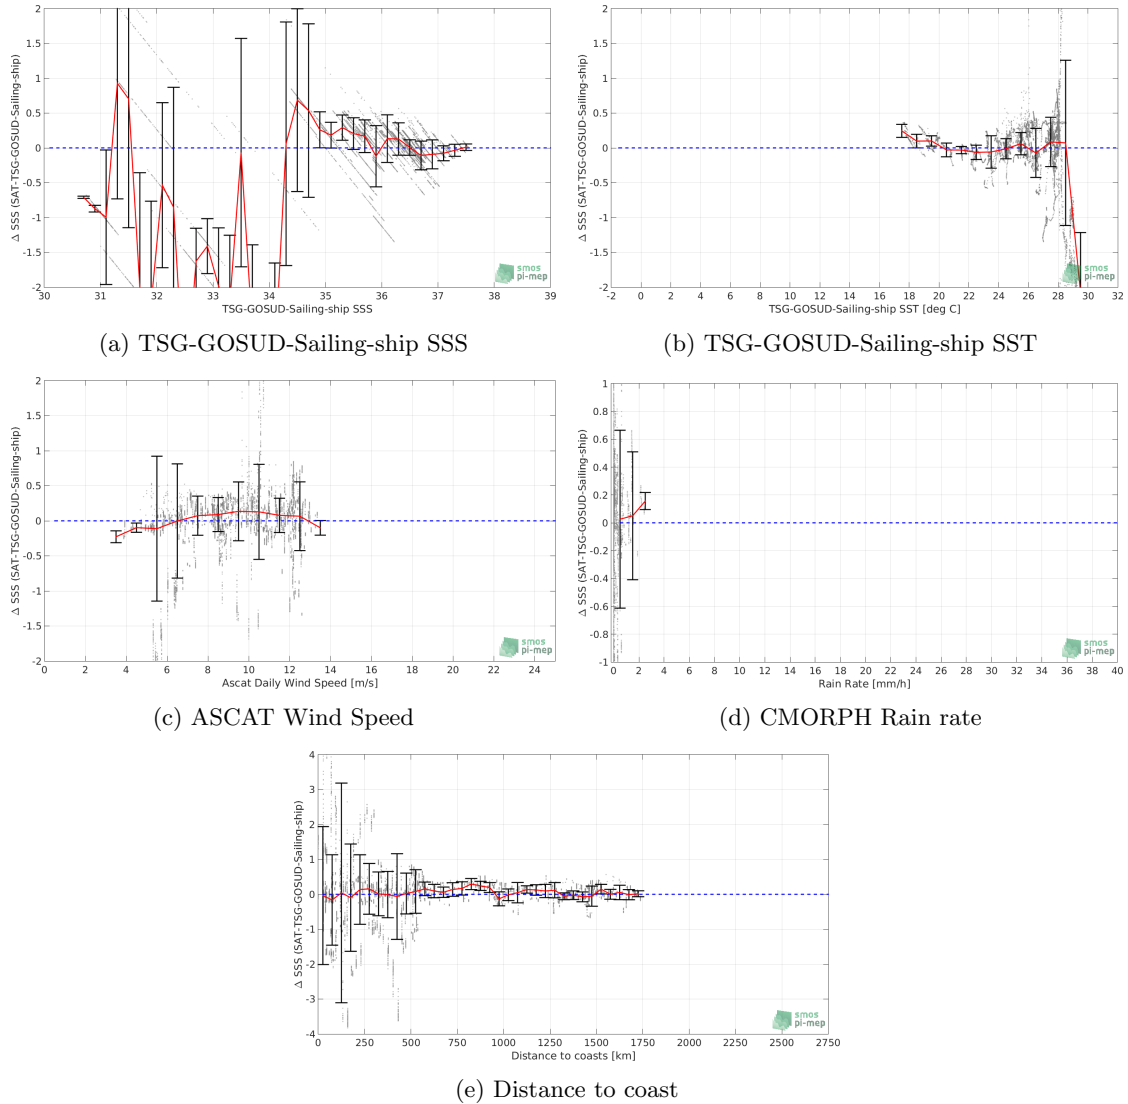 2
1.5
1
0.5
0
-0.5
-1
-1.5
-2
Δ SSS (SAT-TSG-GOSUD-Sailing-ship)
30 31 32 33 34 35 36 37 38 39
TSG-GOSUD-Sailing-ship SSS
smos
pi-mep
(a) TSG-GOSUD-Sailing-ship SSS
2
1.5
1
0.5
0
-0.5
-1
-1.5
-2
Δ SSS (SAT-TSG-GOSUD-Sailing-ship)
-2 0 2 4 6 8 10 12 14 16 18 20 22 24 26 28 30 32
TSG-GOSUD-Sailing-ship SST [deg C]
smos
pi-mep
(b) TSG-GOSUD-Sailing-ship SST
2
1.5
1
0.5
0
-0.5
-1
-1.5
-2
Δ SSS (SAT-TSG-GOSUD-Sailing-ship)
0 2 4 6 8 10 12 14 16 18 20 22 24
Ascat Daily Wind Speed [m/s]
smos
pi-mep
(c) ASCAT Wind Speed
1
0.8
0.6
0.4
0.2
0
-0.2
-0.4
-0.6
-0.8
-1
Δ SSS (SAT-TSG-GOSUD-Sailing-ship)
0 2 4 6 8 10 12 14 16 18 20 22 24 26 28 30 32 34 36 38 40
Rain Rate [mm/h]
smos
pi-mep
(d) CMORPH Rain rate
4
3
2
1
0
-1
-2
-3
-4
Δ SSS (SAT-TSG-GOSUD-Sailing-ship)
0 250 500 750 1000 1250 1500 1750 2000 2250 2500 2750
Distance to coasts [km]
smos
pi-mep
(e) Distance to coast